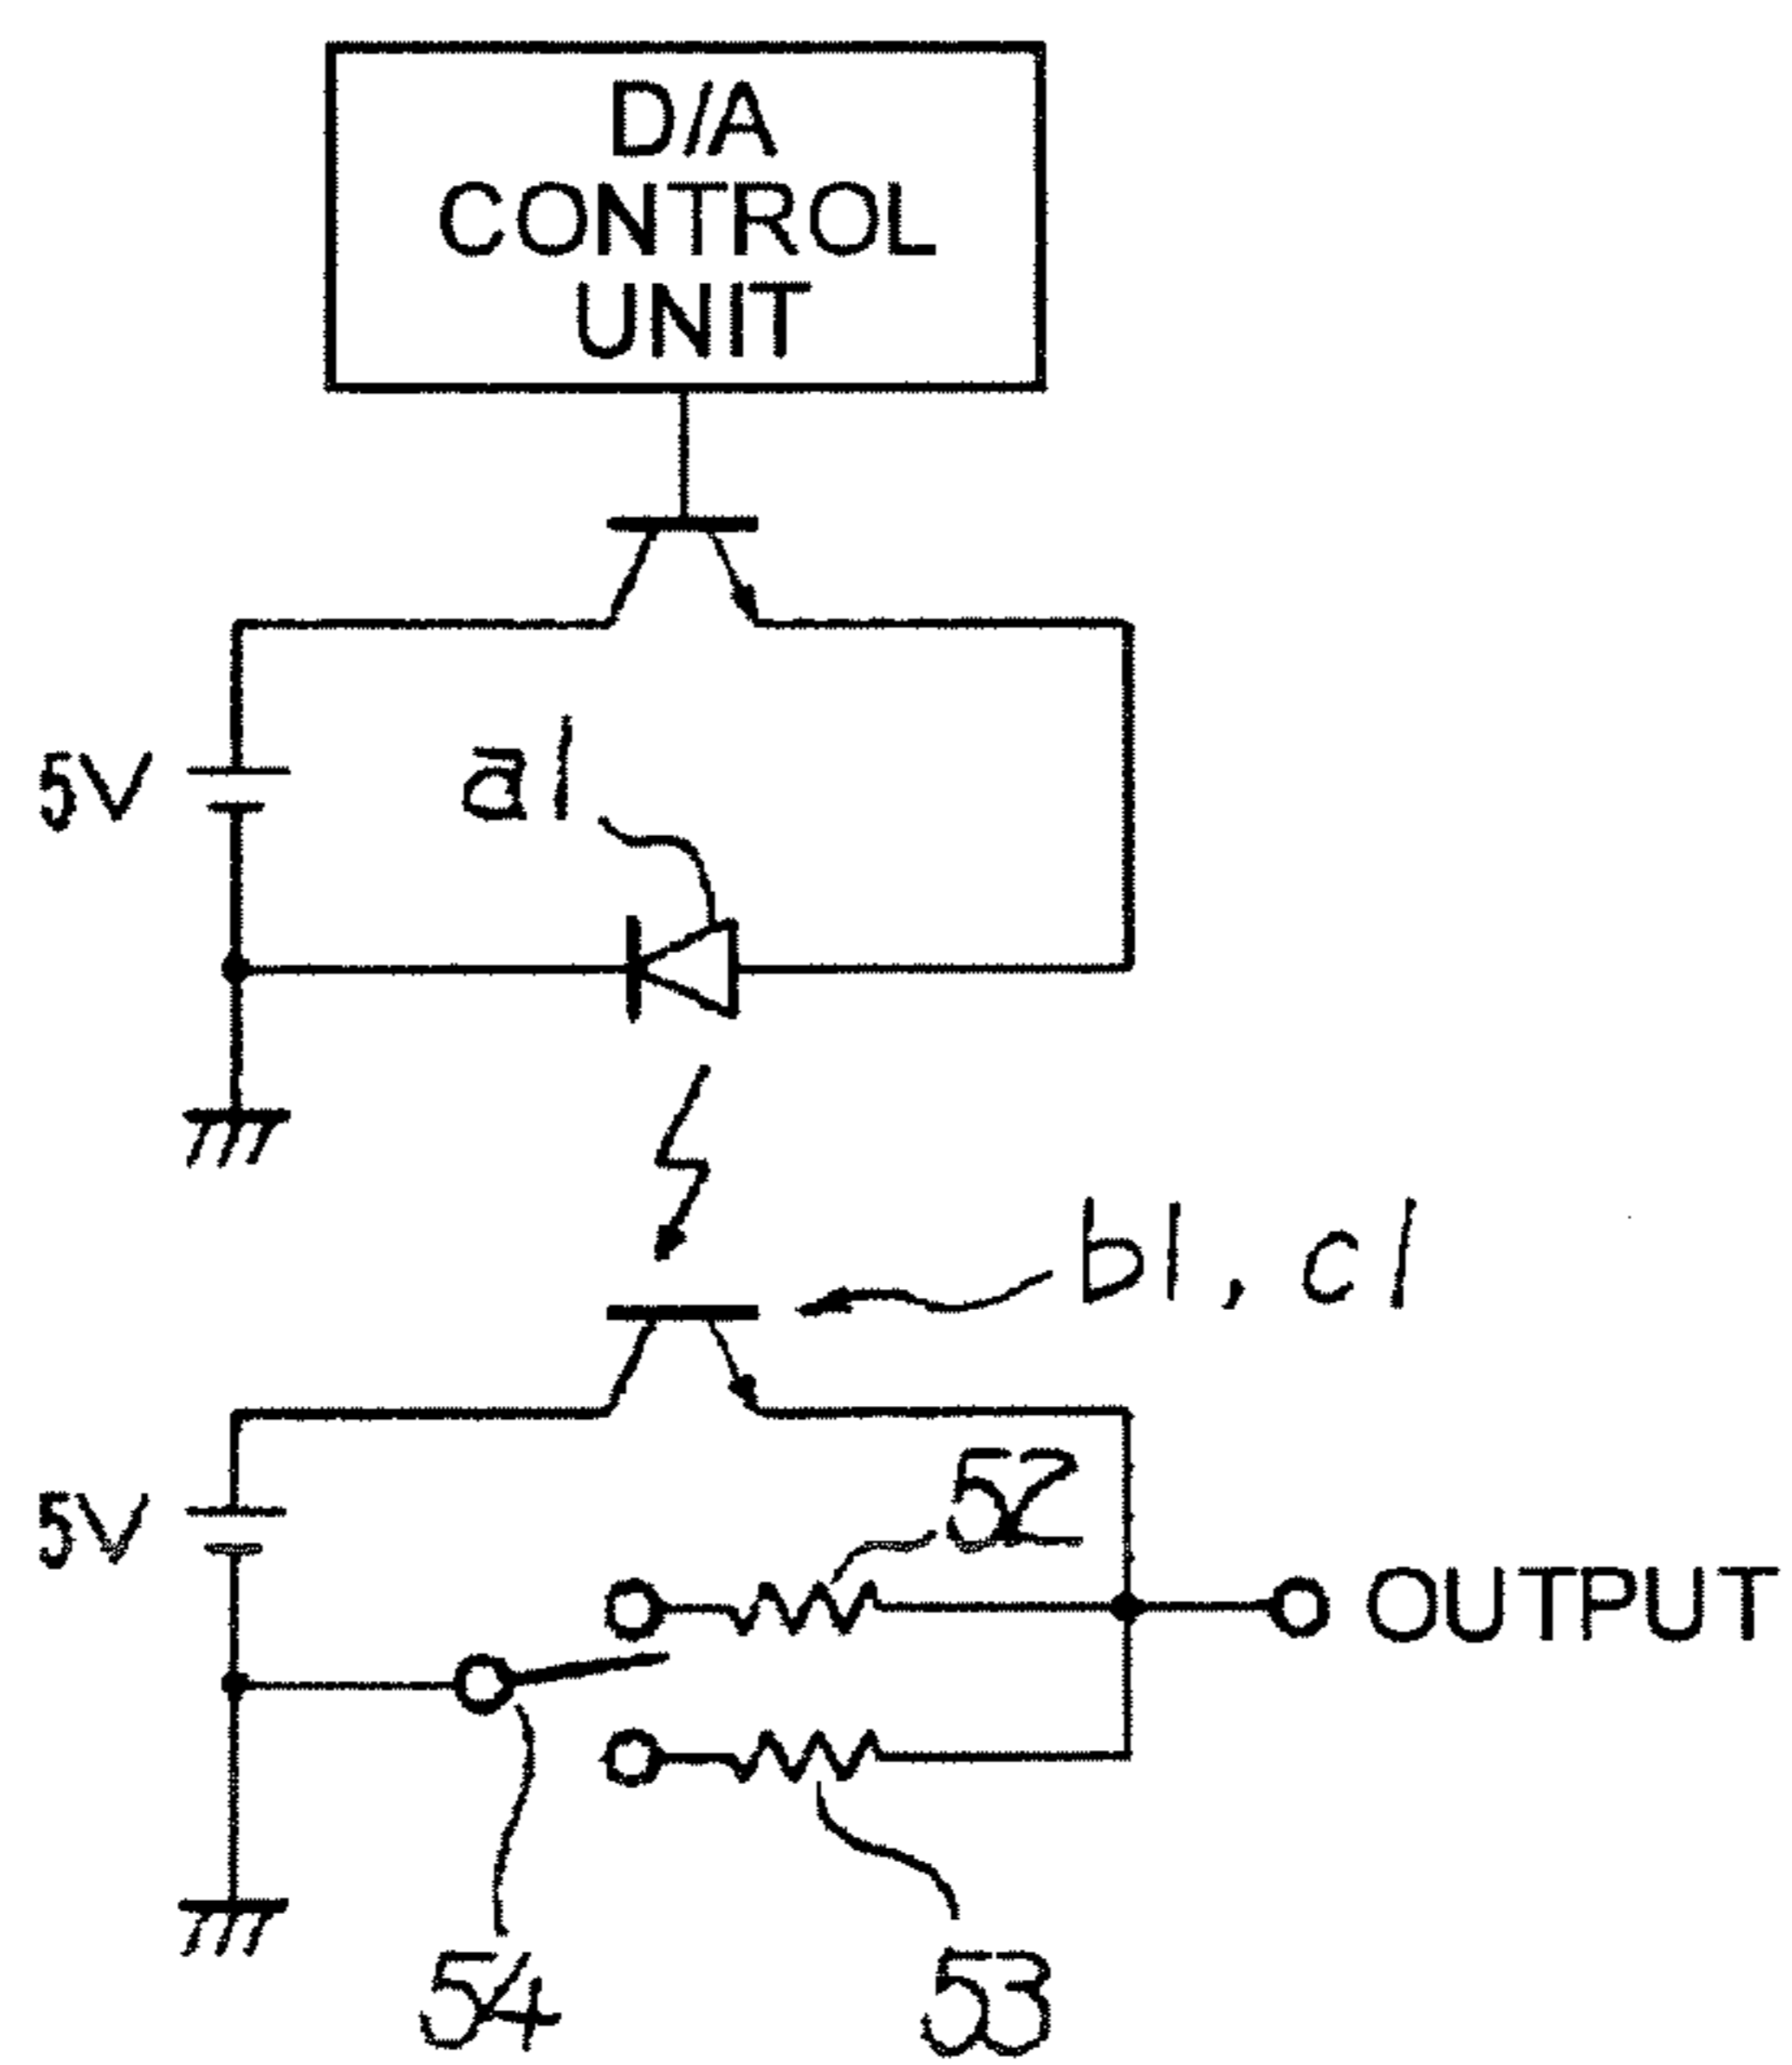 D/A
CONTROL
UNIT
5V
a1
b1, c1
5V
52
OUTPUT
54
53